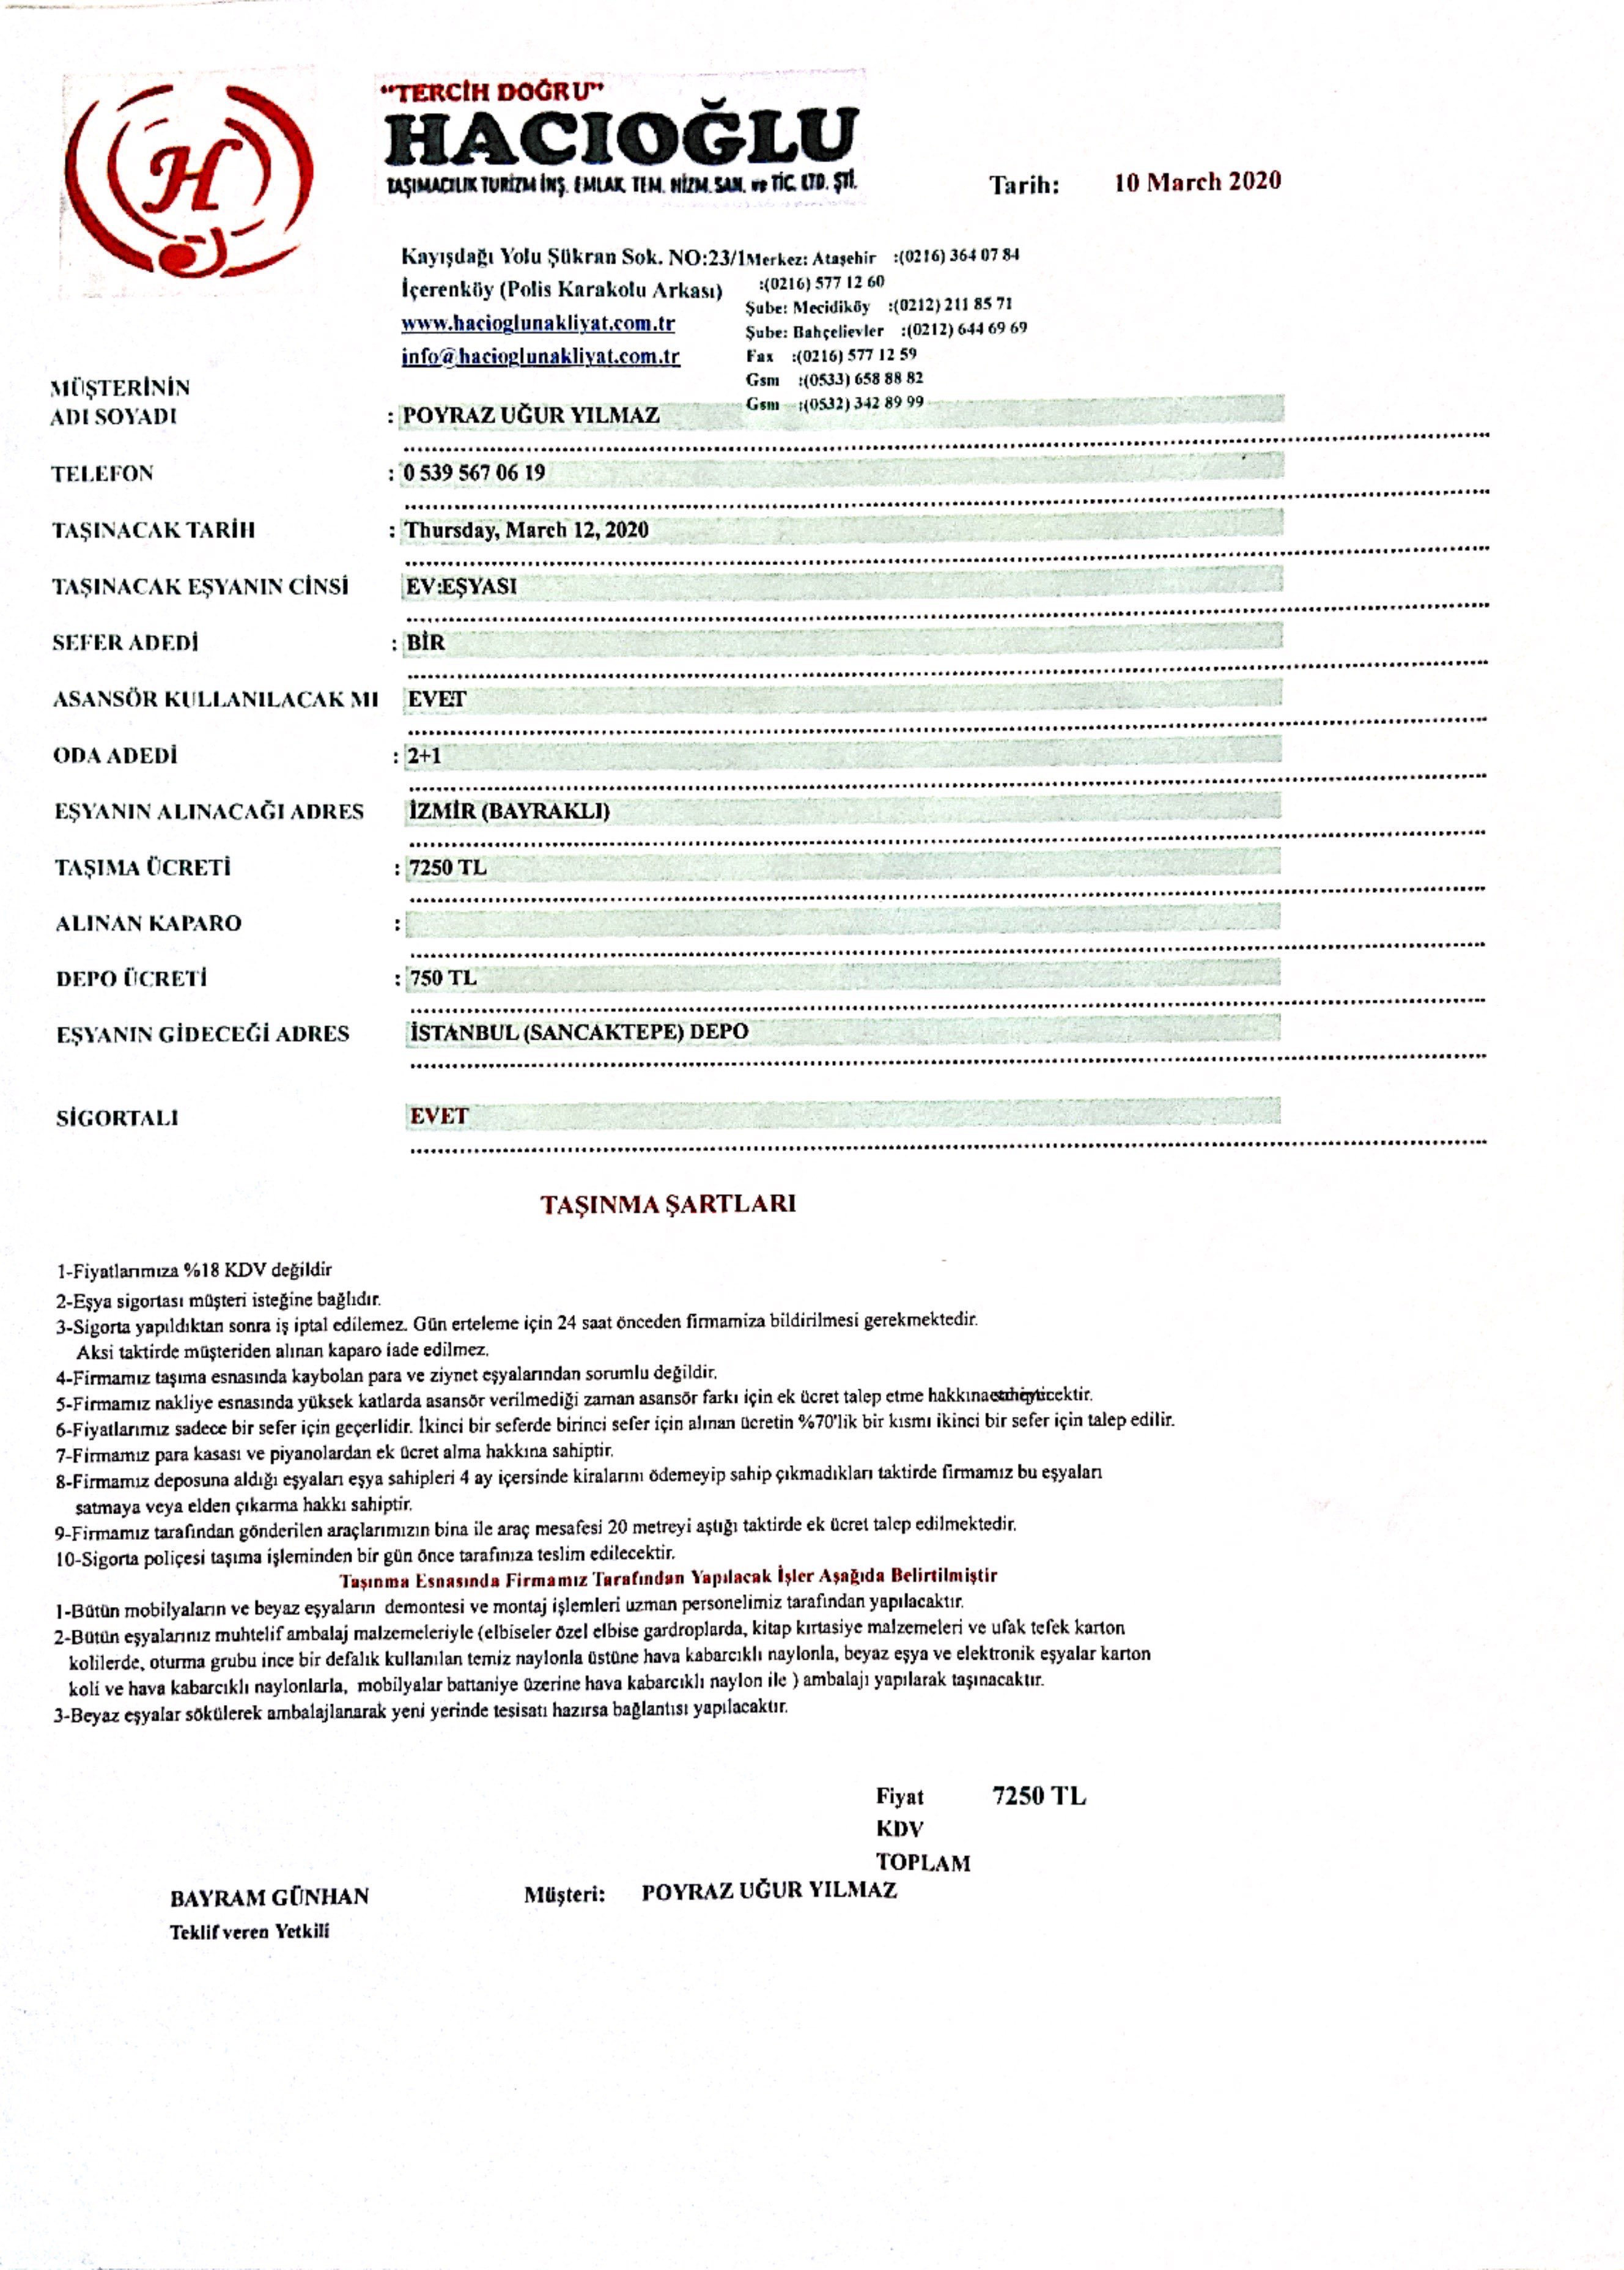 H
"TERCİH DOĞRU"
HACIOĞLU
TAŞIMACILIK TURİZM İNŞ. EMLAK TEM. HİZM. SAN. ve TİC. LTD. ŞTİ.
Tarih: 10 March 2020
Kayışdağı Yolu Şükran Sok. NO:23/1
İçerenköy (Polis Karakolu Arkası)
www.hacioglunakliyat.com.tr
info@hacioglunakliyat.com.tr
Merkez: Ataşehir :(0216) 364 07 84
:(0216) 577 12 60
Şube: Mecidiköy :(0212) 211 85 71
Şube: Bahçelievler :(0212) 644 69 69
Fax :(0216) 577 12 59
Gsm :(0533) 658 88 82
Gsm :(0532) 342 89 99
MÜŞTERİNİN
ADI SOYADI : POYRAZ UĞUR YILMAZ
TELEFON : 0 539 567 06 19
TAŞINACAK TARİH : Thursday, March 12, 2020
TAŞINACAK EŞYANIN CİNSİ EV:EŞYASI
SEFER ADEDİ : BİR
ASANSÖR KULLANILACAK MI EVET
ODA ADEDİ : 2+1
EŞYANIN ALINACAĞI ADRES İZMİR (BAYRAKLI)
TAŞIMA ÜCRETİ : 7250 TL
ALINAN KAPARO :
DEPO ÜCRETİ : 750 TL
EŞYANIN GİDECEĞİ ADRES İSTANBUL (SANCAKTEPE) DEPO
SİGORTALI EVET
TAŞINMA ŞARTLARI
1-Fiyatlarımıza %18 KDV değildir
2-Eşya sigortası müşteri isteğine bağlıdır.
3-Sigorta yapıldıktan sonra iş iptal edilemez. Gün erteleme için 24 saat önceden firmamiza bildirilmesi gerekmektedir.
Aksi taktirde müşteriden alınan kaparo iade edilmez.
4-Firmamız taşıma esnasında kaybolan para ve ziynet eşyalarından sorumlu değildir.
5-Firmamız nakliye esnasında yüksek katlarda asansör verilmediği zaman asansör farkı için ek ücret talep etme hakkına
6-Fiyatlarımız sadece bir sefer için geçerlidir. İkinci bir seferde birinci sefer için alınan ücretin %70'lik bir kısmı ikinci bir sefer için talep edilir.
7-Firmamız para kasası ve piyanolardan ek ücret alma hakkına sahiptir.
8-Firmamız deposuna aldığı eşyaları eşya sahipleri 4 ay içersinde kiralarını ödemeyip sahip çıkmadıkları taktirde firmamız bu eşyaları
satmaya veya elden çıkarma hakkı sahiptir.
9-Firmamız tarafından gönderilen araçlarımızın bina ile araç mesafesi 20 metreyi aştığı taktirde ek ücret talep edilmektedir.
10-Sigorta poliçesi taşıma işleminden bir gün önce tarafınıza teslim edilecektir.
Taşınma Esnasında Firmamız Tarafından Yapılacak İşler Aşağıda Belirtilmiştir
1-Bütün mobilyaların ve beyaz eşyaların demontesi ve montaj işlemleri uzman personelimiz tarafından yapılacaktır.
2-Bütün eşyalarınız muhtelif ambalaj malzemeleriyle (elbiseler özel elbise gardroplarda, kitap kırtasiye malzemeleri ve ufak tefek karton
kolilerde, oturma grubu ince bir defalık kullanılan temiz naylonla üstüne hava kabarcıklı naylonla, beyaz eşya ve elektronik eşyalar karton
koli ve hava kabarcıklı naylonlarla, mobilyalar battaniye üzerine hava kabarcıklı naylon ile ) ambalajı yapılarak taşınacaktır.
3-Beyaz eşyalar sökülerek ambalajlanarak yeni yerinde tesisatı hazırsa bağlantısı yapılacaktır.
Fiyat 7250 TL
KDV
TOPLAM
BAYRAM GÜNHAN Müşteri: POYRAZ UĞUR YILMAZ
Teklif veren Yetkili